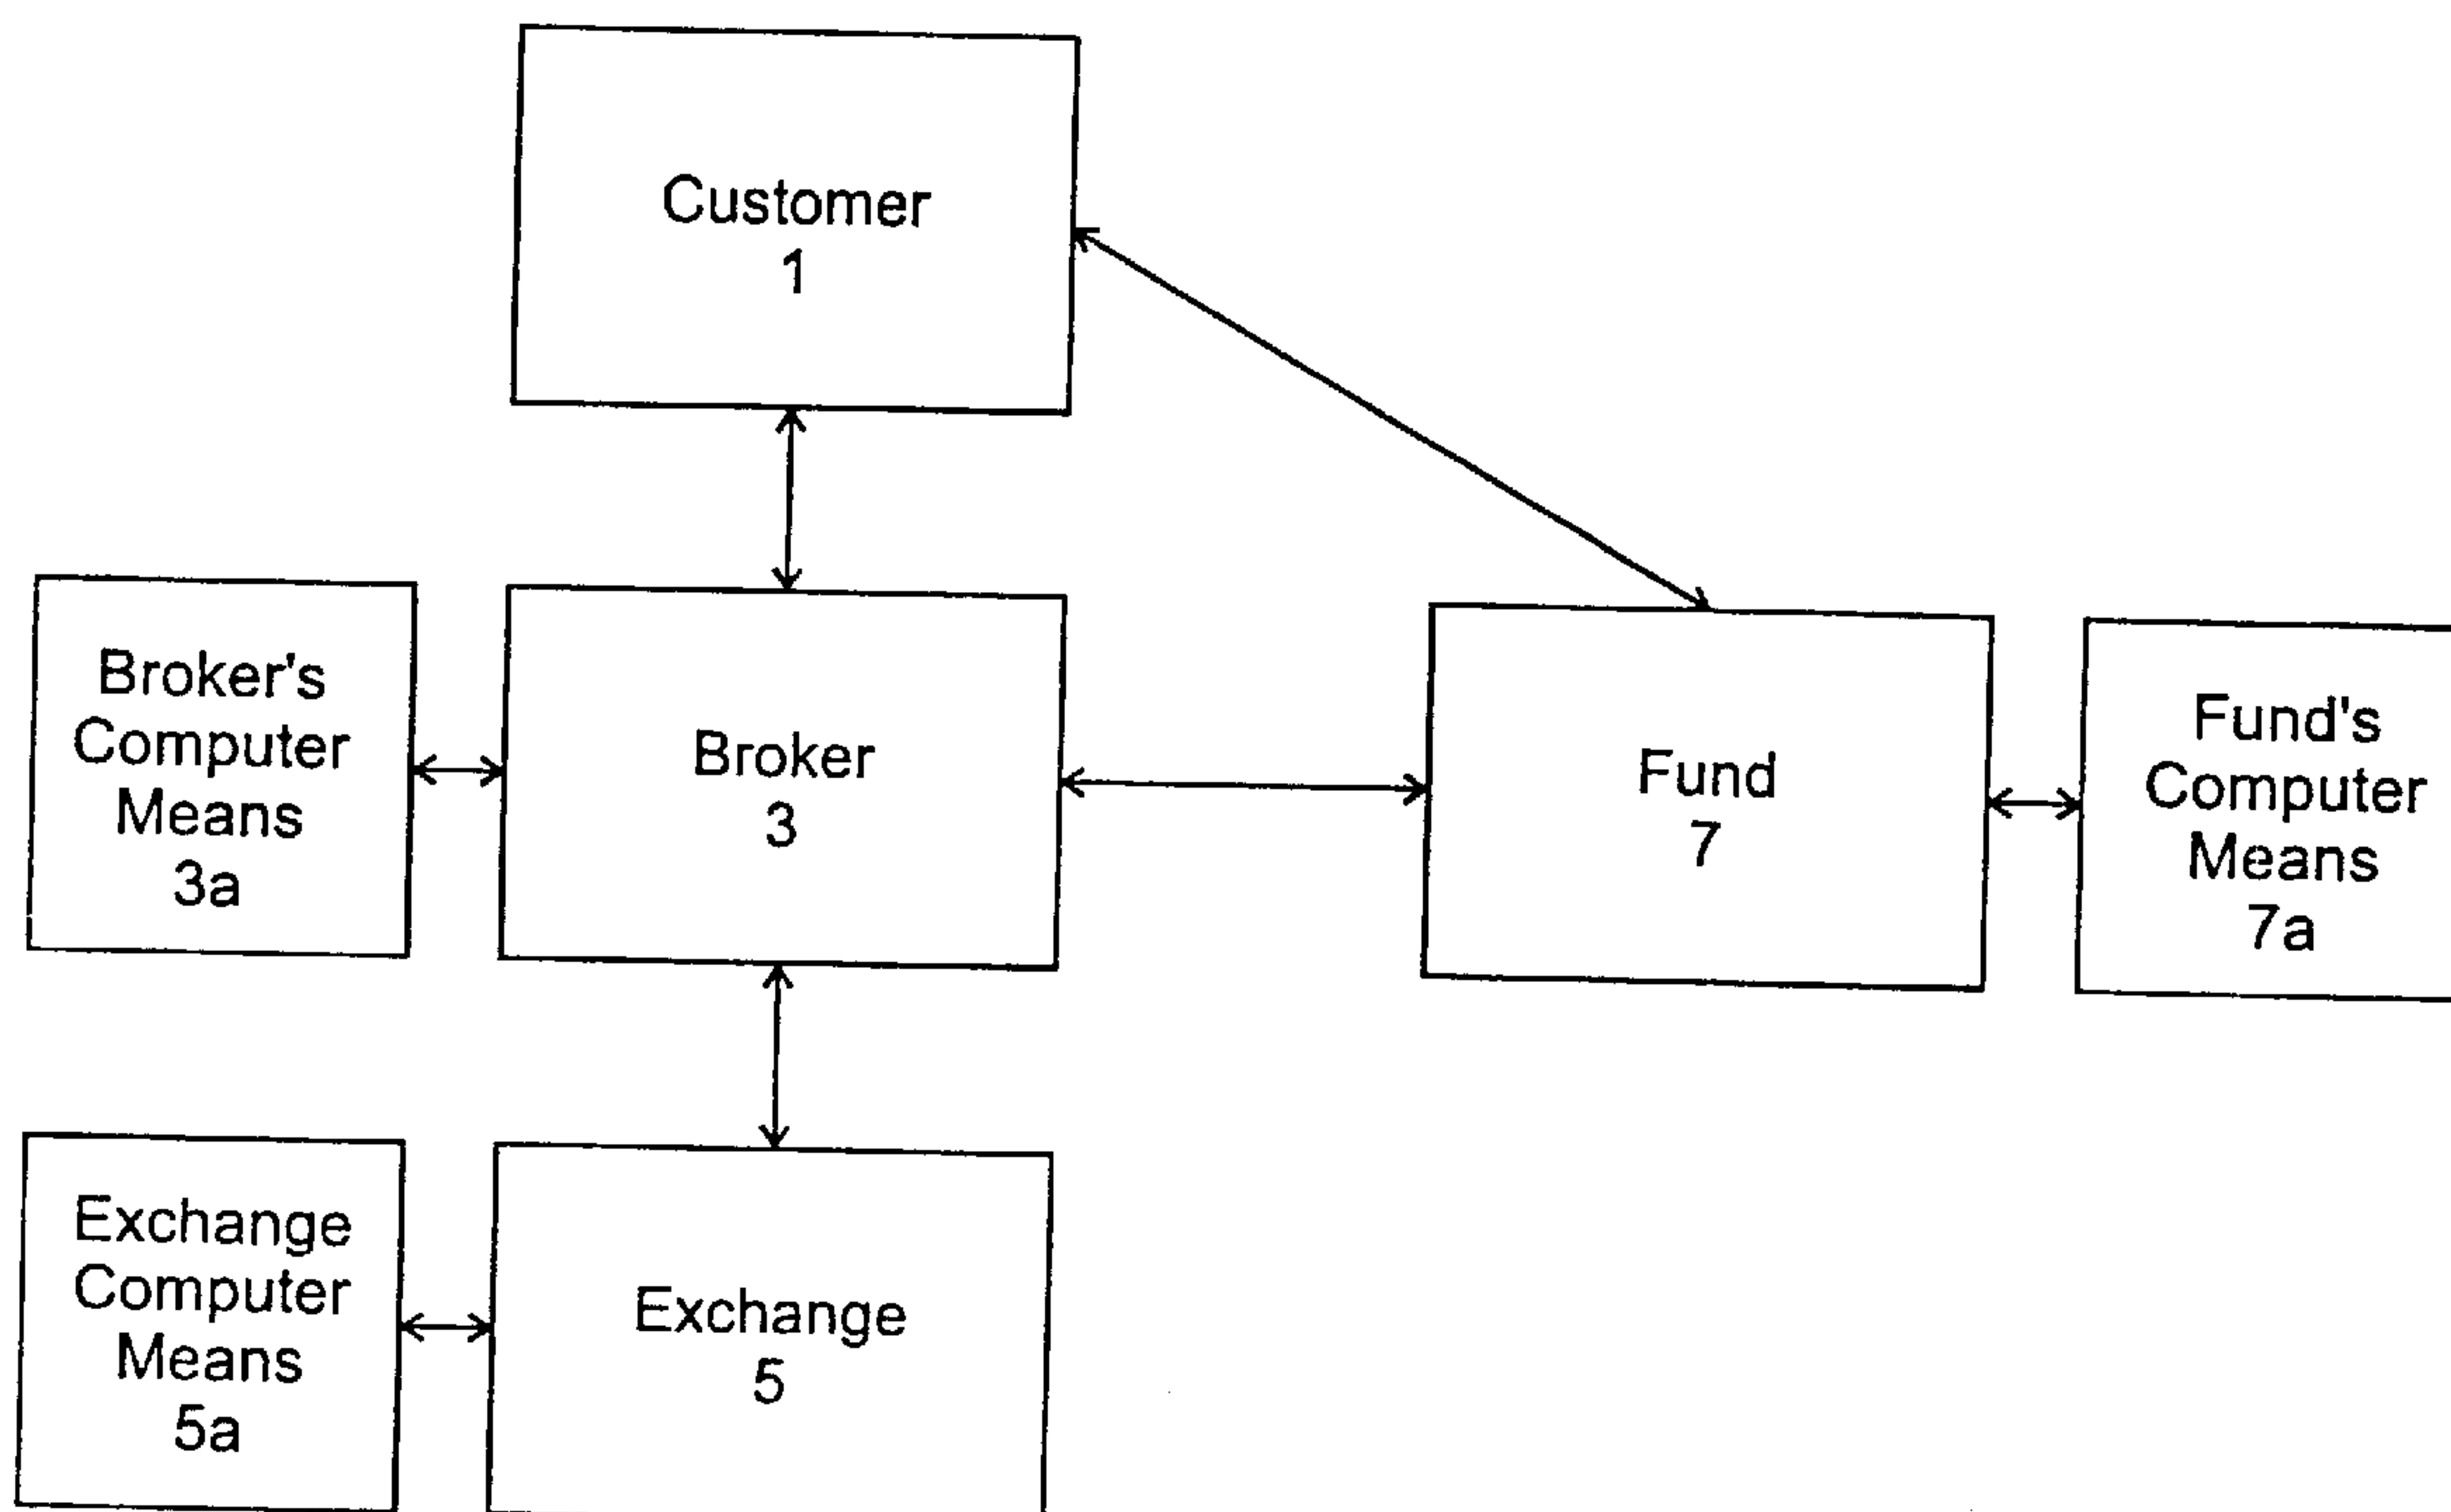 Customer
1
Broker's
Computer
Means
3a
Broker
3
Fund
7
Fund's
Computer
Means
7a
Exchange
Computer
Means
5a
Exchange
5